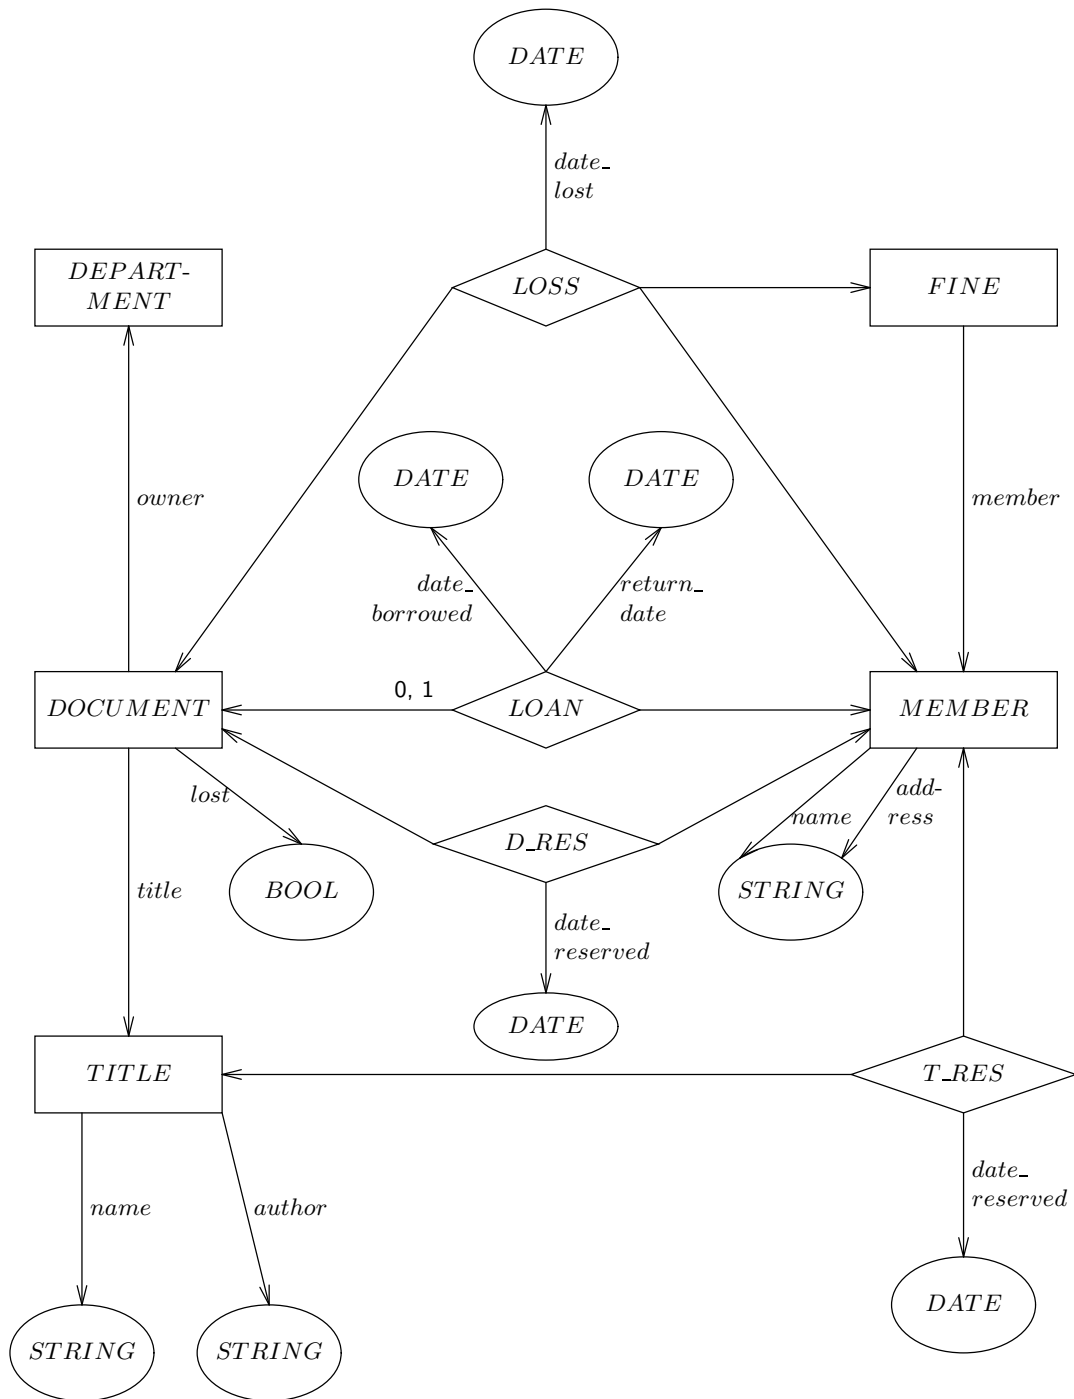 DATE
date_
lost
DEPART-
MENT
LOSS
FINE
DATE
DATE
owner
member
date_
borrowed
return_
date
0, 1
DOCUMENT
LOAN
MEMBER
lost
name
add-
ress
D_RES
title
BOOL
STRING
date_
reserved
DATE
TITLE
T_RES
name
author
date_
reserved
DATE
STRING
STRING